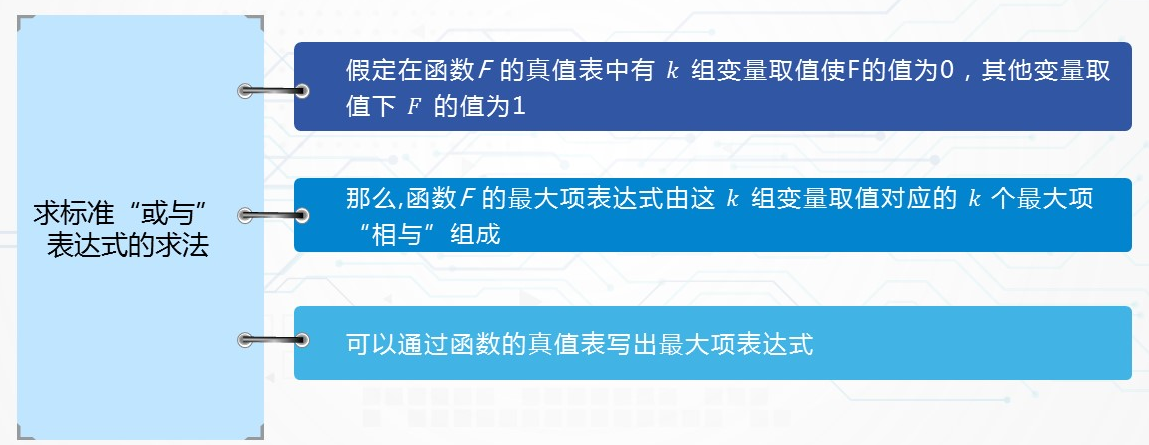 求标准“或与”
表达式的求法
假定在函数F 的真值表中有 k 组变量取值使F的值为0，其他变量取
值下 F 的值为1
那么,函数F 的最大项表达式由这 k 组变量取值对应的 k 个最大项
“相与”组成
可以通过函数的真值表写出最大项表达式